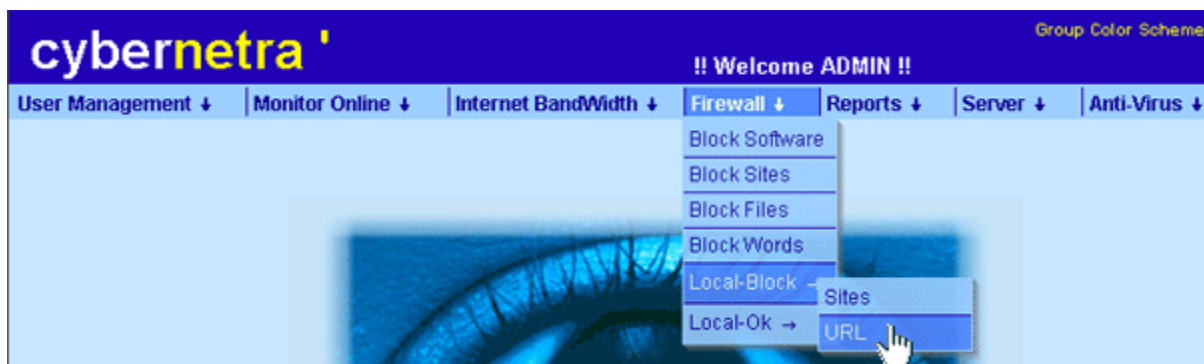 Group Color Scheme
cybernetra '
!! Welcome ADMIN !!
User Management ↓ Monitor Online ↓ Internet BandWidth ↓ Firewall ↓ Reports ↓ Server ↓ Anti-Virus ↓
Block Software
Block Sites
Block Files
Block Words
Local-Block →
Sites
Local-Ok →
URL